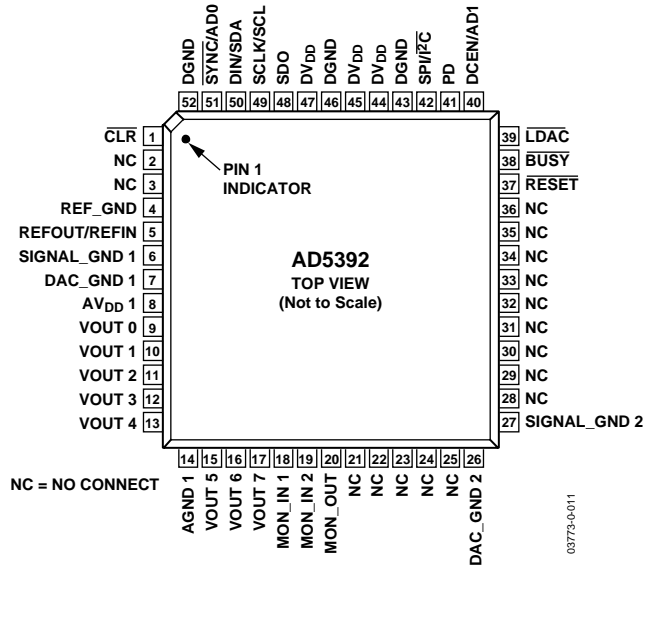 DGND
SYNC/AD0
DIN/SDA
SCLK/SCL
SDO
DVDD
DGND
DVDD
DVDD
DGND
SPI/I²C
PD
DCEN/AD1
52 51 50 49 48 47 46 45 44 43 42 41 40
CLR 1
NC 2
NC 3
REF_GND 4
REFOUT/REFIN 5
SIGNAL_GND 1 6
DAC_GND 1 7
AVDD 1 8
VOUT 0 9
VOUT 1 10
VOUT 2 11
VOUT 3 12
VOUT 4 13
PIN 1
INDICATOR
AD5392
TOP VIEW
(Not to Scale)
39 LDAC
38 BUSY
37 RESET
36 NC
35 NC
34 NC
33 NC
32 NC
31 NC
30 NC
29 NC
28 NC
27 SIGNAL_GND 2
14 15 16 17 18 19 20 21 22 23 24 25 26
AGND 1
VOUT 5
VOUT 6
VOUT 7
MON_IN 1
MON_IN 2
MON_OUT
NC
NC
NC
NC
NC
DAC_GND 2
NC = NO CONNECT
03773-0-011